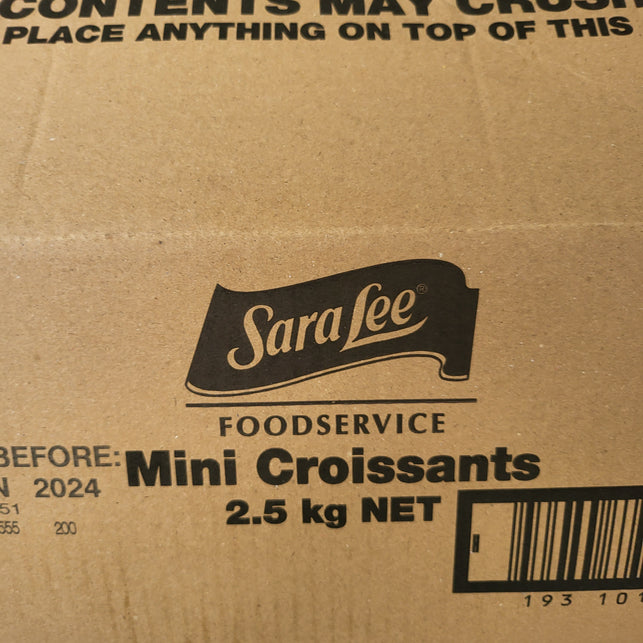 CONTENTS MAY CRUSH
PLACE ANYTHING ON TOP OF THIS
Sara Lee®
FOODSERVICE
BEFORE:
Mini Croissants
N 2024
2.5 kg NET
51
555 200
193 101